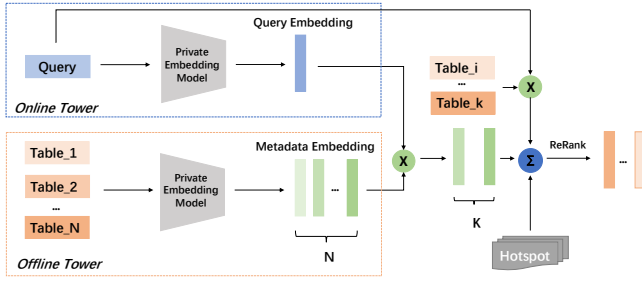 Query
Private
Embedding
Model
Query Embedding
Online Tower
Table_i
...
Table_k
X
Table_1
Table_2
...
Table_N
Private
Embedding
Model
Metadata Embedding
...
N
Offline Tower
X
K
Σ
ReRank
...
Hotspot